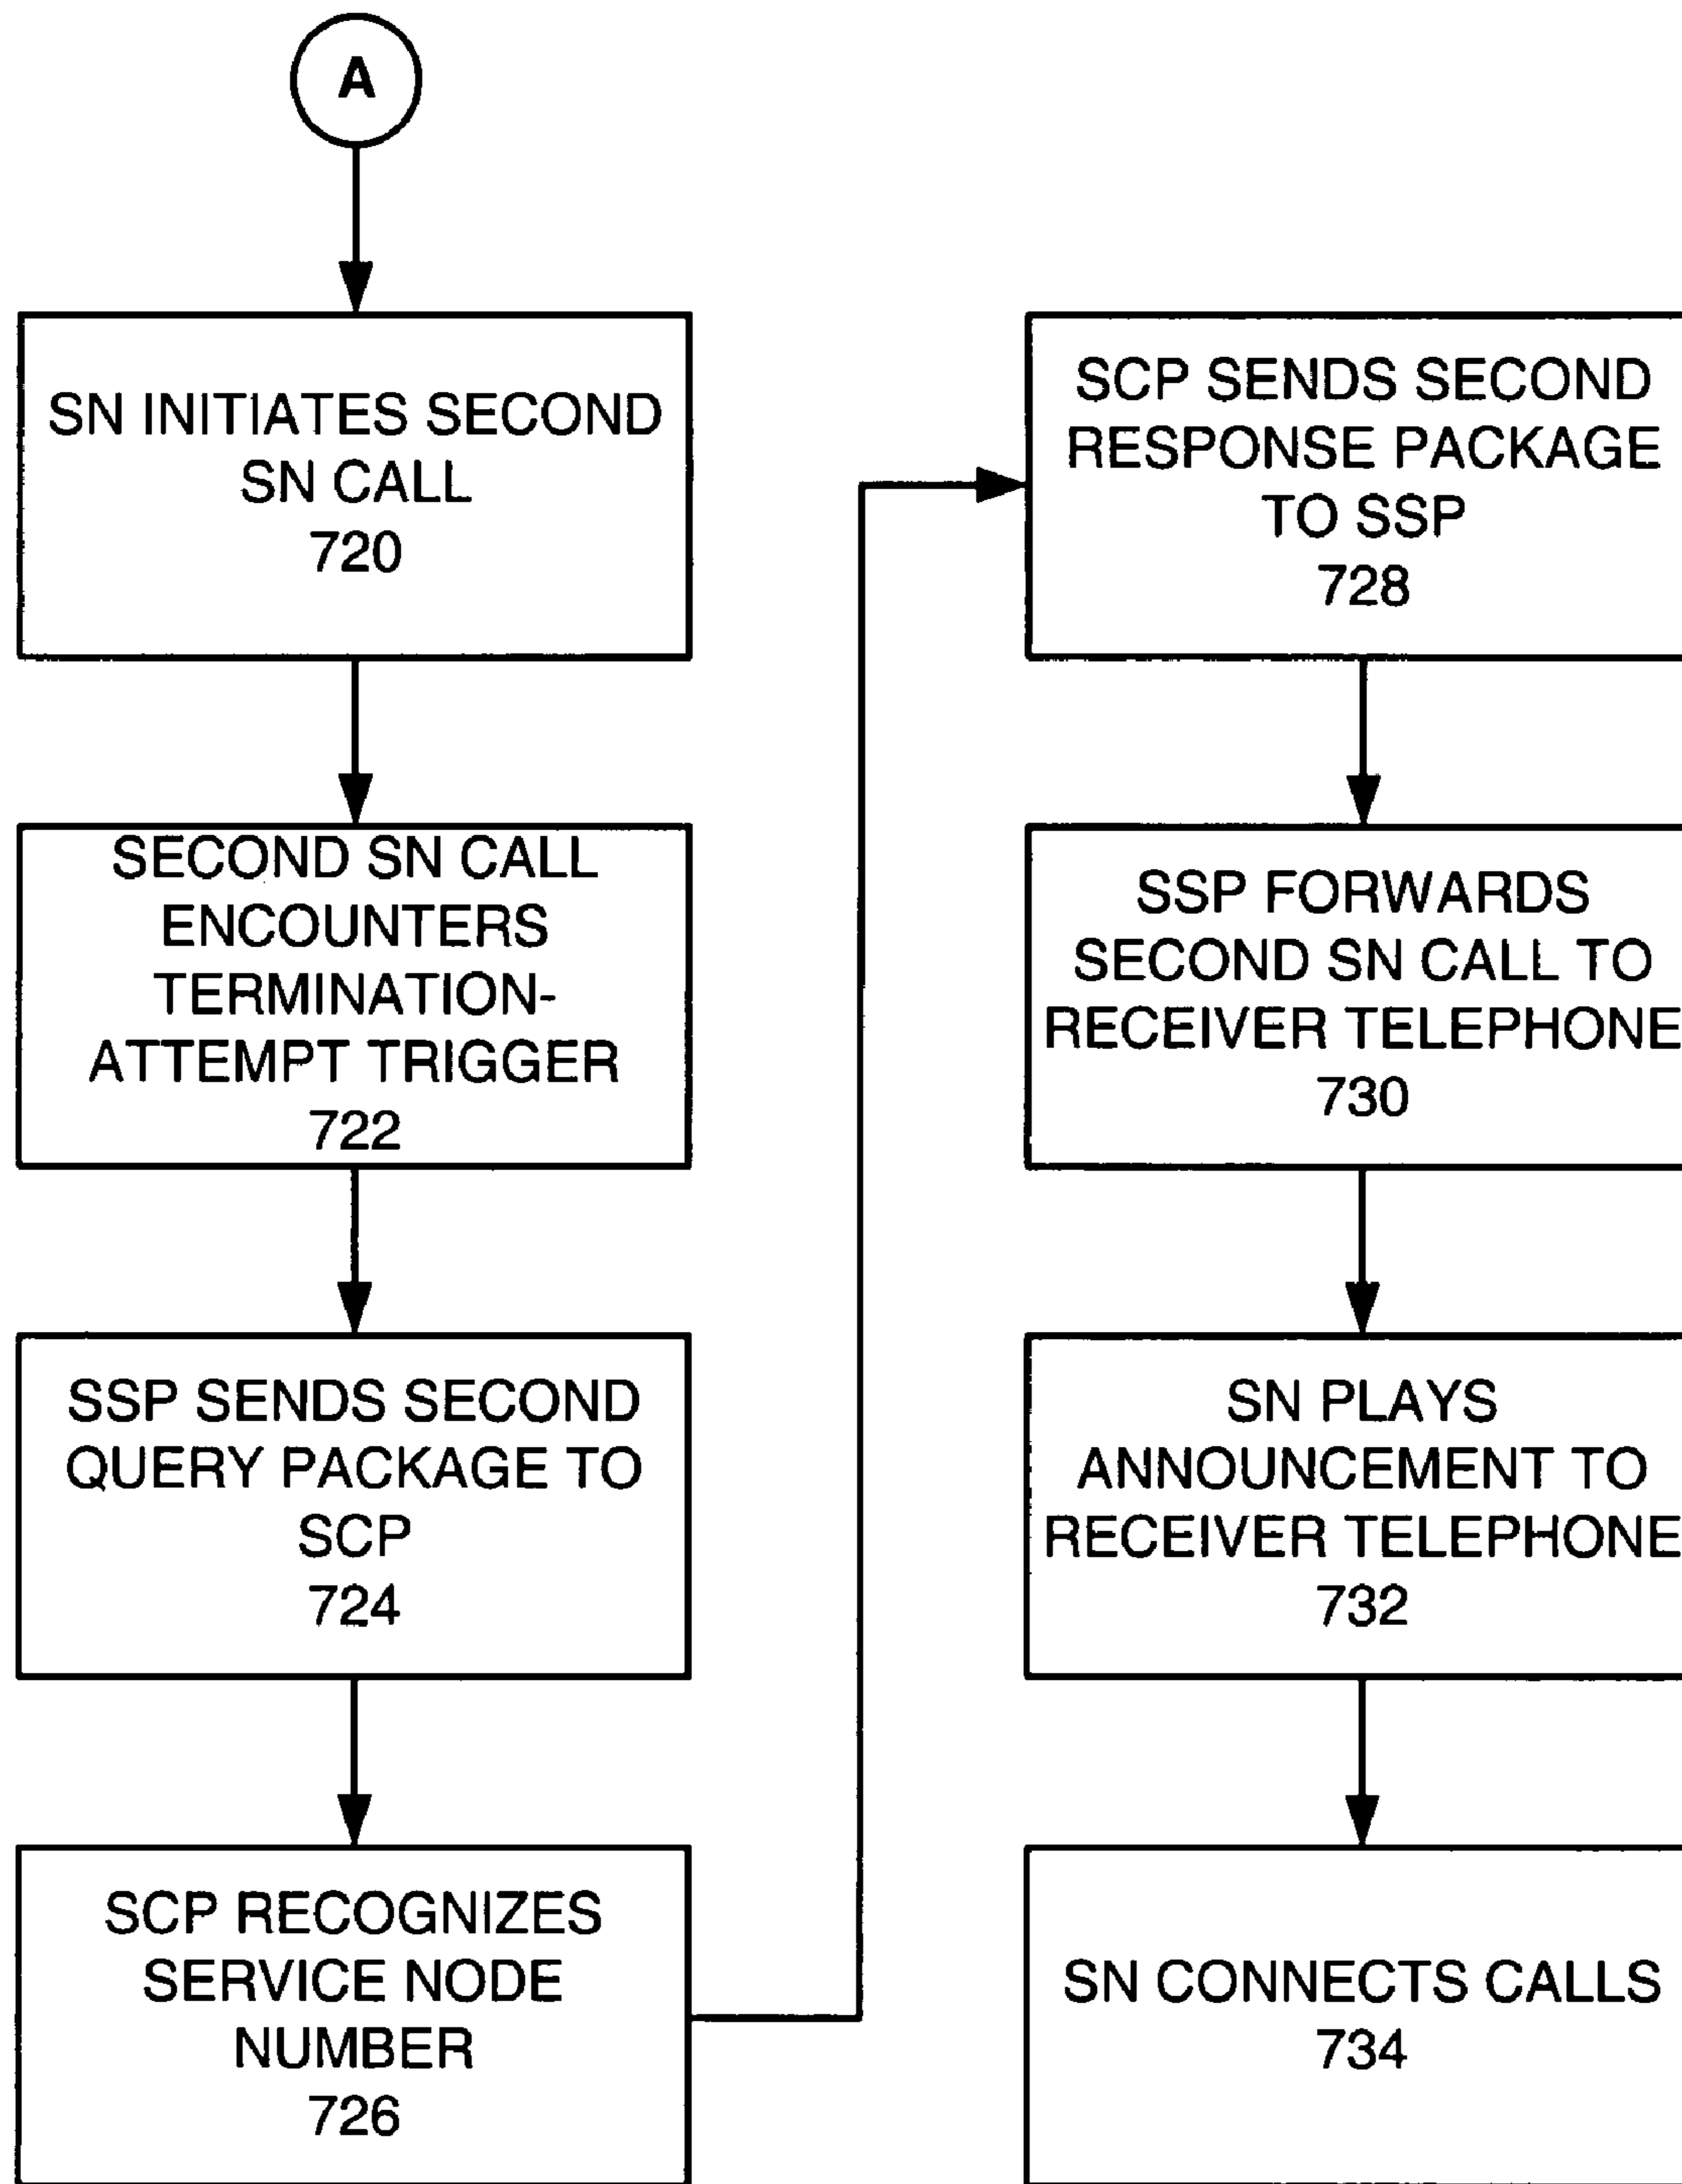 A
SN INITIATES SECOND
SN CALL
720
SECOND SN CALL
ENCOUNTERS
TERMINATION-
ATTEMPT TRIGGER
722
SSP SENDS SECOND
QUERY PACKAGE TO
SCP
724
SCP RECOGNIZES
SERVICE NODE
NUMBER
726
SCP SENDS SECOND
RESPONSE PACKAGE
TO SSP
728
SSP FORWARDS
SECOND SN CALL TO
RECEIVER TELEPHONE
730
SN PLAYS
ANNOUNCEMENT TO
RECEIVER TELEPHONE
732
SN CONNECTS CALLS
734